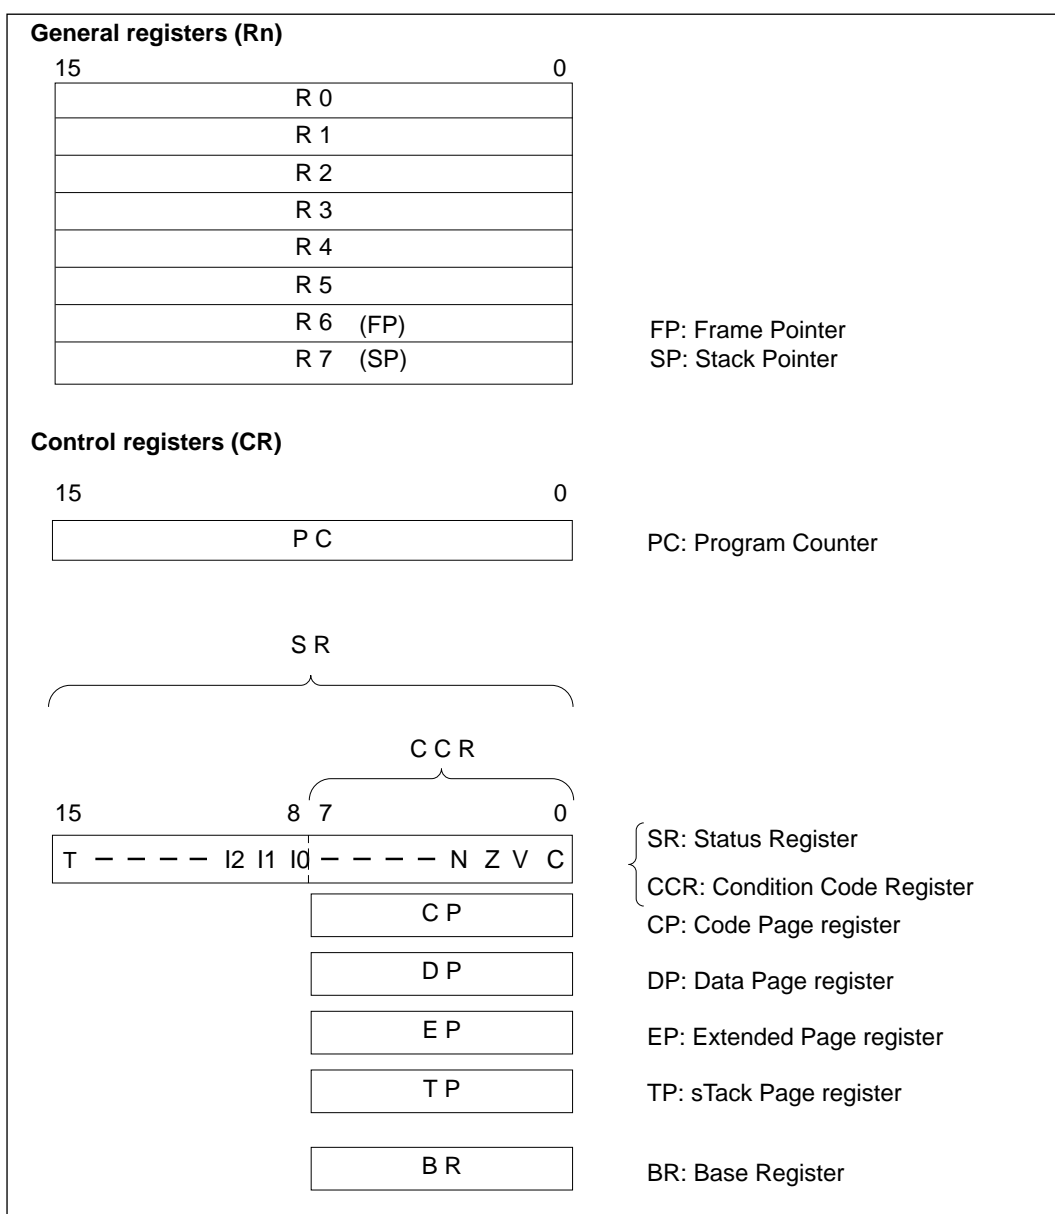 General registers (Rn)
15 0
R 0
R 1
R 2
R 3
R 4
R 5
R 6 (FP) FP: Frame Pointer
R 7 (SP) SP: Stack Pointer
Control registers (CR)
15 0
P C PC: Program Counter
S R
C C R
15 8 7 0
SR: Status Register
T – – – – I2 I1 I0 – – – – N Z V C
CCR: Condition Code Register
C P CP: Code Page register
D P DP: Data Page register
E P EP: Extended Page register
T P TP: sTack Page register
B R BR: Base Register